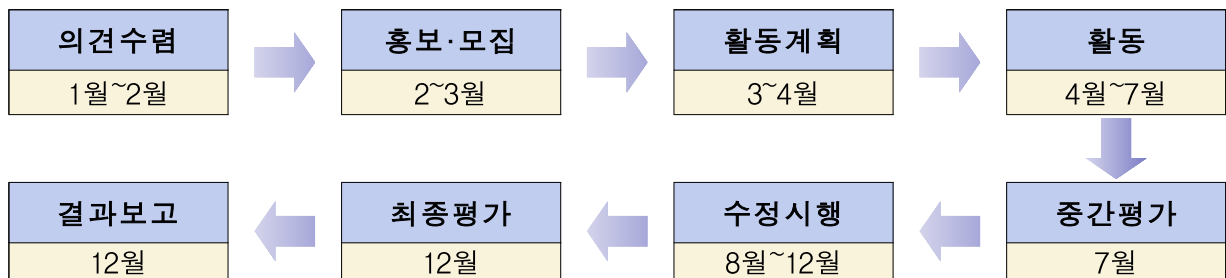 의견수렴
1월~2월
홍보·모집
2~3월
활동계획
3~4월
활동
4월~7월
중간평가
7월
수정시행
8월~12월
최종평가
12월
결과보고
12월